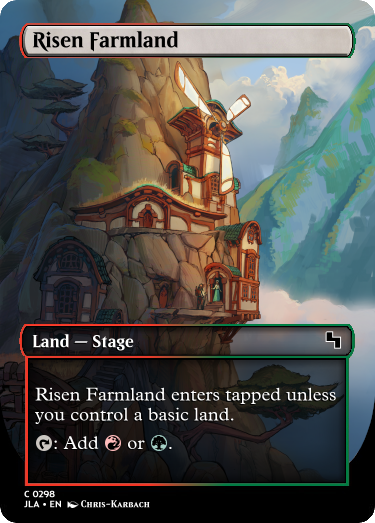 Risen Farmland
Land — Stage
Risen Farmland enters tapped unless
you control a basic land.
: Add or .
C 0298
JLA • EN Chris-Karbach